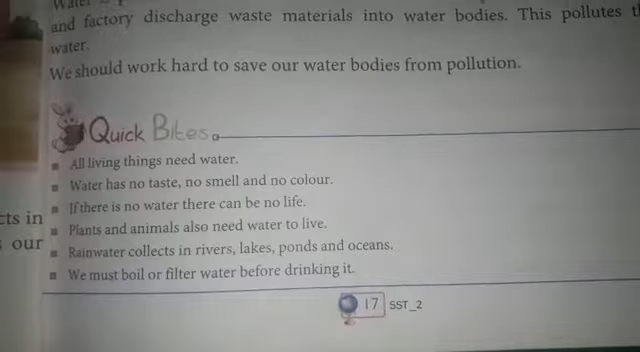 Water
and factory discharge waste materials into water bodies. This pollutes
water.
We should work hard to save our water bodies from pollution.
Quick Bites
All living things need water.
Water has no taste, no smell and no colour.
If there is no water there can be no life.
cts in
Plants and animals also need water to live.
our
Rainwater collects in rivers, lakes, ponds and oceans.
We must boil or filter water before drinking it.
17 SST_2